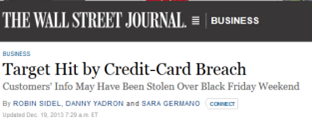 THE WALL STREET JOURNAL. ≡ BUSINESS
BUSINESS
Target Hit by Credit-Card Breach
Customers' Info May Have Been Stolen Over Black Friday Weekend
By ROBIN SIDEL, DANNY YADRON and SARA GERMANO CONNECT
Updated Dec. 19, 2013 7:29 a.m. ET